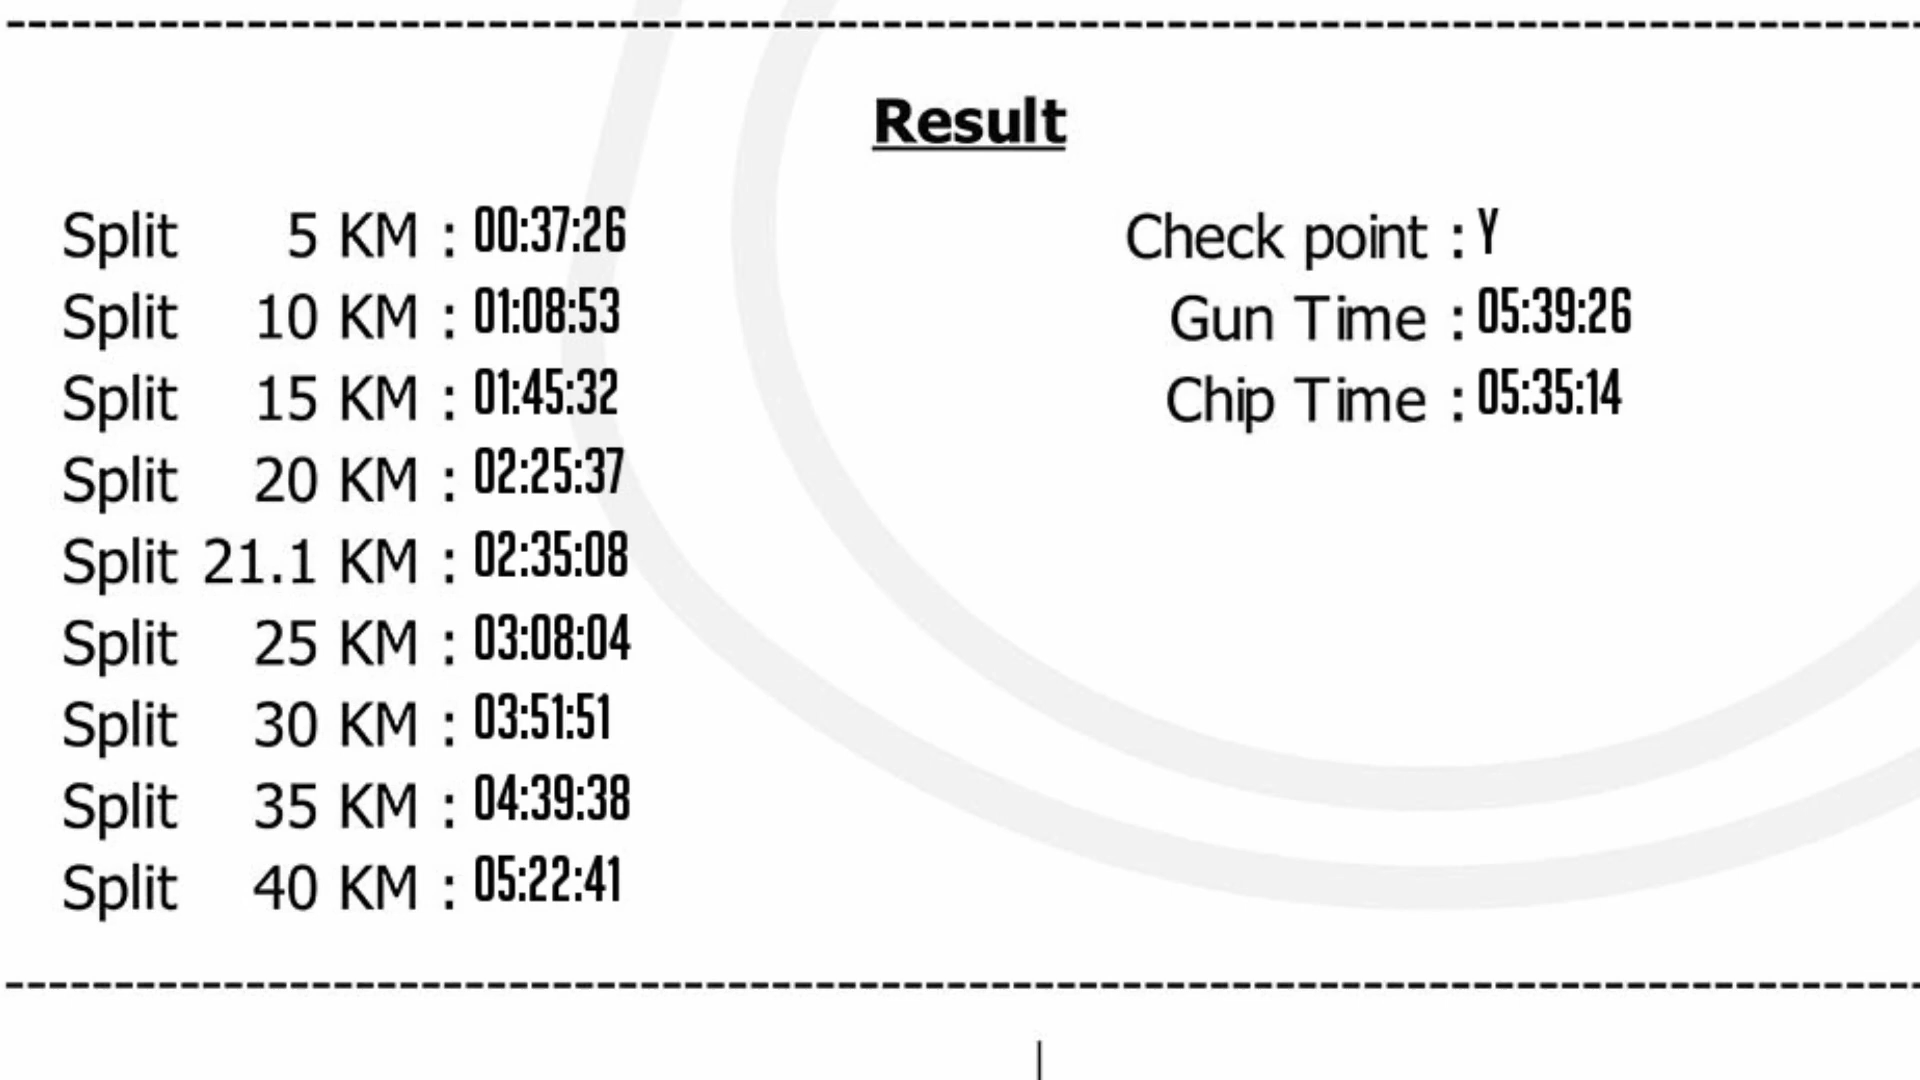 Result
Split 5 KM : 00:37:26
Check point : Y
Split 10 KM : 01:08:53
Gun Time : 05:39:26
Split 15 KM : 01:45:32
Chip Time : 05:35:14
Split 20 KM : 02:25:37
Split 21.1 KM : 02:35:08
Split 25 KM : 03:08:04
Split 30 KM : 03:51:51
Split 35 KM : 04:39:38
Split 40 KM : 05:22:41